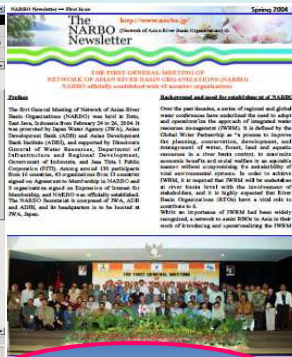 NARBO Newsletter — First Issue
Spring 2004
The
NARBO
Newsletter
http://www.narbo.jp/
(Network of Asian River Basin Organizations)
THE FIRST GENERAL MEETING OF
NETWORK OF ASIAN RIVER BASIN ORGANIZATIONS (NARBO)
NARBO officially established with 43 member organizations
Preface
The first General Meeting of Network of Asian River
Basin Organizations (NARBO) was held in Batu,
East Java, Indonesia from February 24 to 26, 2004. It
was promoted by Japan Water Agency (JWA), Asian
Development Bank (ADB) and Asian Development
Bank Institute (ADBI), and supported by Directorate
General of Water Resources, Department of
Infrastructure and Regional Development,
Government of Indonesia, and Jasa Tirta I Public
Corporation (PJT1). Among around 130 participants
from 16 countries, 43 organizations from 13 countries
signed on Agreement to Membership in NARBO and
8 organizations signed on Expression of Interest for
Membership, and NARBO was officially established.
The NARBO Secretariat is composed of JWA, ADB
and ADBI, and its headquarters is to be located at
JWA, Japan.
Background and need for establishment of NARBO
Over the past decades, a series of regional and global
water conferences have underlined the need to adopt
and operationalize the approach of integrated water
resources management (IWRM). It is defined by the
Global Water Partnership as "a process to improve
the planning, conservation, development, and
management of water, forest, land and aquatic
resources in a river basin context, to maximize
economic benefits and social welfare in an equitable
manner without compromising the sustainability of
vital environmental systems. In order to achieve
IWRM, it is required that IWRM will be undertaken
at river basin level with the involvement of
stakeholders, and it is highly expected that River
Basin Organizations (RBOs) have a vital role to
contribute to it.
While an importance of IWRM had been widely
recognized, a network to assist RBOs in Asia in their
work of introducing and operationalizing the IWRM
THE FIRST GENERAL MEETING